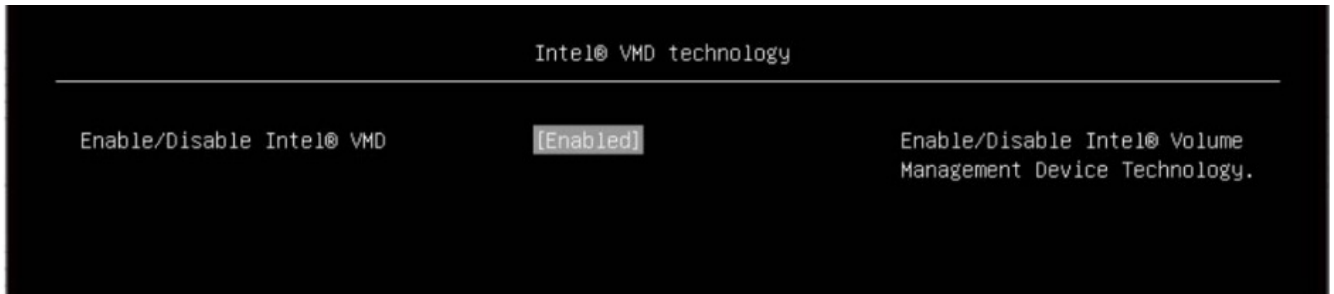 Intel® VMD technology
Enable/Disable Intel® VMD [Enabled] Enable/Disable Intel® Volume
Management Device Technology.